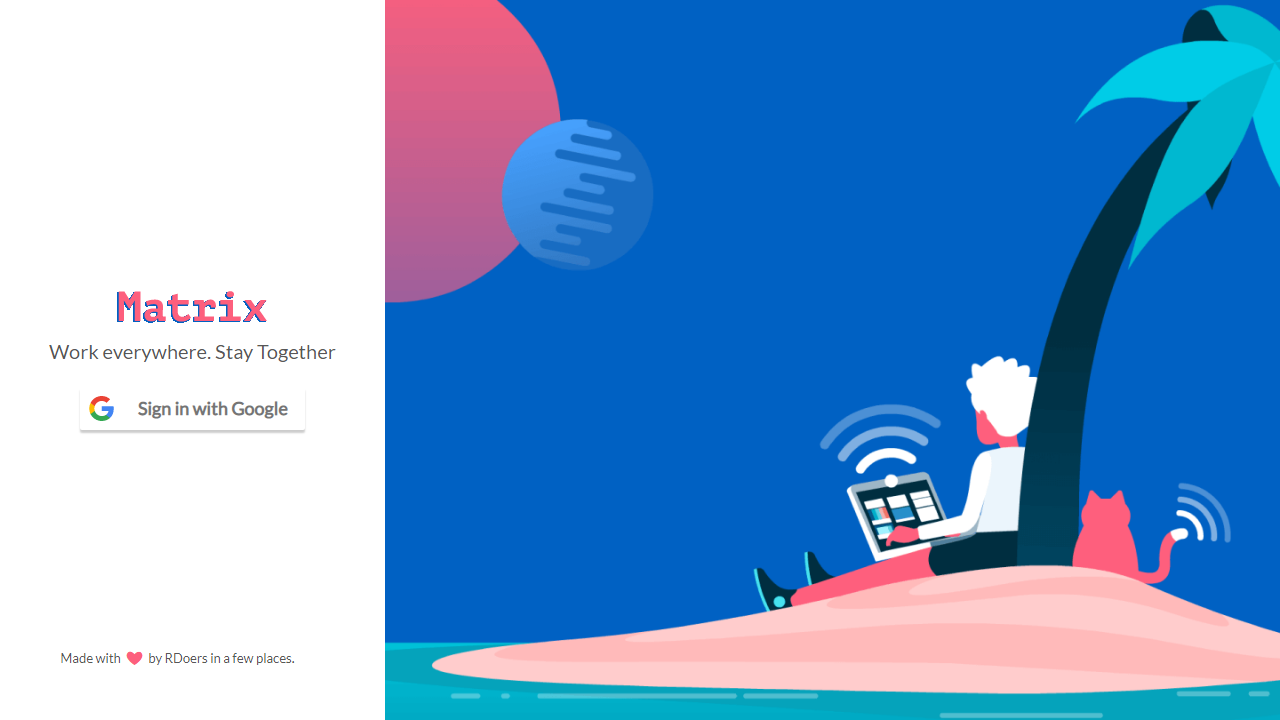 Matrix
Work everywhere. Stay Together
Sign in with Google
Made with ❤ by RDoers in a few places.